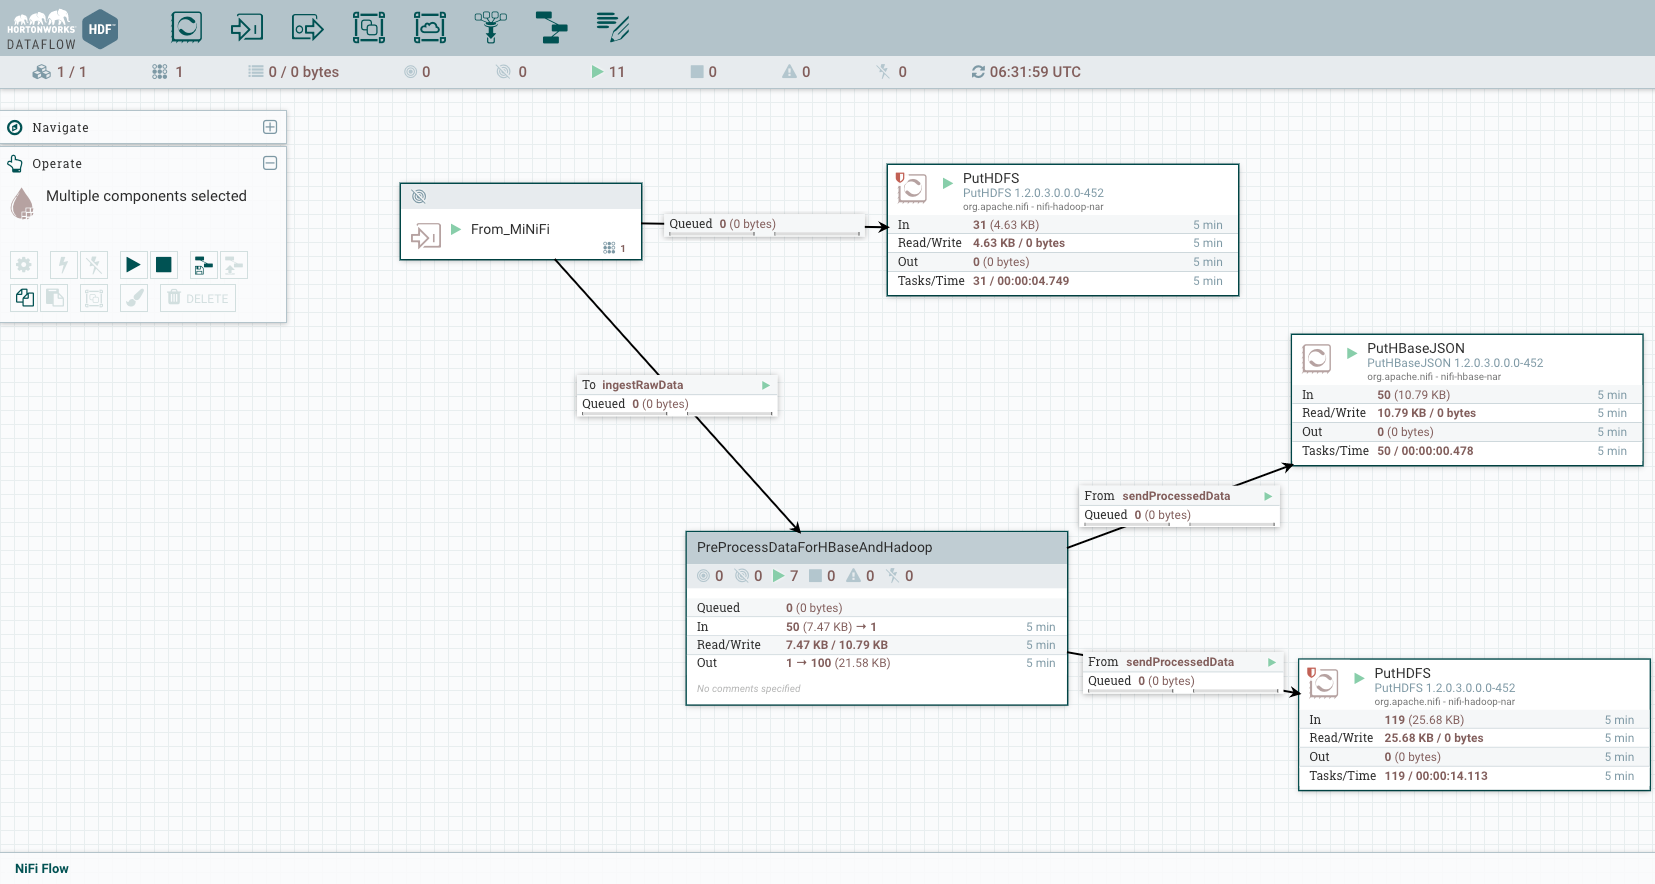 HORTONWORKS
DATAFLOW
HDF™
1 / 1
1
0 / 0 bytes
0
0
11
0
0
0
06:31:59 UTC
Navigate
Operate
Multiple components selected
DELETE
From_MiNiFi
1
Queued 0 (0 bytes)
PutHDFS
PutHDFS 1.2.0.3.0.0.0-452
org.apache.nifi - nifi-hadoop-nar
In 31 (4.63 KB) 5 min
Read/Write 4.63 KB / 0 bytes 5 min
Out 0 (0 bytes) 5 min
Tasks/Time 31 / 00:00:04.749 5 min
To ingestRawData
Queued 0 (0 bytes)
PutHBaseJSON
PutHBaseJSON 1.2.0.3.0.0.0-452
org.apache.nifi - nifi-hbase-nar
In 50 (10.79 KB) 5 min
Read/Write 10.79 KB / 0 bytes 5 min
Out 0 (0 bytes) 5 min
Tasks/Time 50 / 00:00:00.478 5 min
From sendProcessedData
Queued 0 (0 bytes)
PreProcessDataForHBaseAndHadoop
0 0 7 0 0 0
Queued 0 (0 bytes)
In 50 (7.47 KB) → 1 5 min
Read/Write 7.47 KB / 10.79 KB 5 min
Out 1 → 100 (21.58 KB) 5 min
No comments specified
From sendProcessedData
Queued 0 (0 bytes)
PutHDFS
PutHDFS 1.2.0.3.0.0.0-452
org.apache.nifi - nifi-hadoop-nar
In 119 (25.68 KB) 5 min
Read/Write 25.68 KB / 0 bytes 5 min
Out 0 (0 bytes) 5 min
Tasks/Time 119 / 00:00:14.113 5 min
NiFi Flow